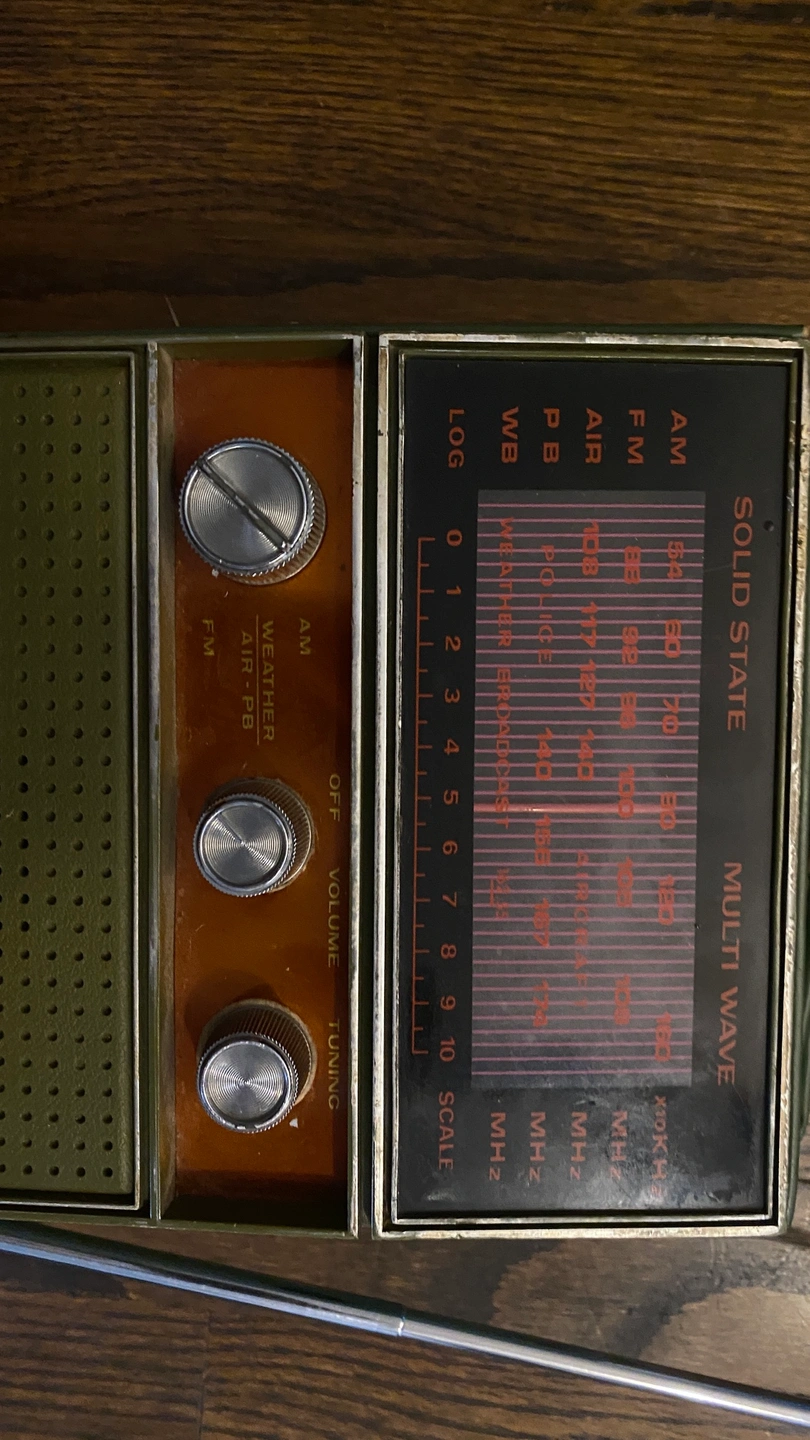 SOLID STATE MULTI WAVE
AM 54 60 70 90 120 160 X10KHz
FM 88 92 96 100 105 108 MHz
AIR 108 117 127 140 AIRCRAFT MHz
PB POLICE 140 155 167 174 MHz
WB WEATHER BROADCAST MHz
LOG 0 1 2 3 4 5 6 7 8 9 10 SCALE
OFF VOLUME TUNING
AM
WEATHER
AIR-PB
FM